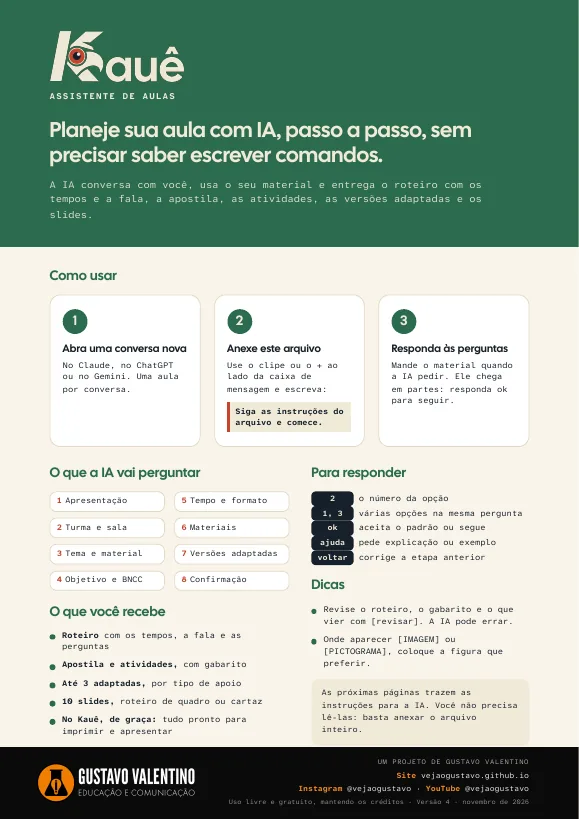 Kauê
ASSISTENTE DE AULAS
Planeje sua aula com IA, passo a passo, sem
precisar saber escrever comandos.
A IA conversa com você, usa o seu material e entrega o roteiro com os
tempos e a fala, a apostila, as atividades, as versões adaptadas e os
slides.
Como usar
1
Abra uma conversa nova
No Claude, no ChatGPT
ou no Gemini. Uma aula
por conversa.
2
Anexe este arquivo
Use o clipe ou o + ao
lado da caixa de
mensagem e escreva:
Siga as instruções do
arquivo e comece.
3
Responda às perguntas
Mande o material quando
a IA pedir. Ele chega
em partes: responda ok
para seguir.
O que a IA vai perguntar
1 Apresentação
2 Turma e sala
3 Tema e material
4 Objetivo e BNCC
5 Tempo e formato
6 Materiais
7 Versões adaptadas
8 Confirmação
O que você recebe
Roteiro com os tempos, a fala e as
perguntas
Apostila e atividades, com gabarito
Até 3 adaptadas, por tipo de apoio
10 slides, roteiro de quadro ou cartaz
No Kauê, de graça: tudo pronto para
imprimir e apresentar
Para responder
2 o número da opção
1, 3 várias opções na mesma pergunta
ok aceita o padrão ou segue
ajuda pede explicação ou exemplo
voltar corrige a etapa anterior
Dicas
Revise o roteiro, o gabarito e o que
vier com [revisar]. A IA pode errar.
Onde aparecer [IMAGEM] ou
[PICTOGRAMA], coloque a figura que
preferir.
As próximas páginas trazem as
instruções para a IA. Você não precisa
lê-las: basta anexar o arquivo
inteiro.
GUSTAVO VALENTINO
EDUCAÇÃO E COMUNICAÇÃO
UM PROJETO DE GUSTAVO VALENTINO
Site vejaogustavo.github.io
Instagram @vejaogustavo · YouTube @vejaogustavo
Uso livre e gratuito, mantendo os créditos · Versão 4 · novembro de 2026